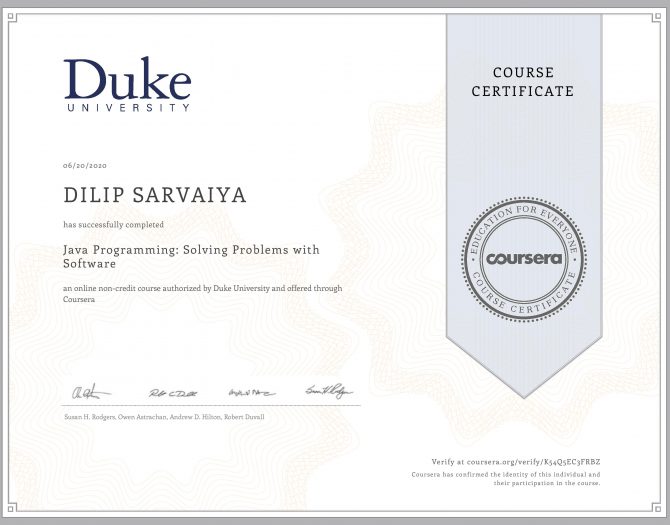 Duke
UNIVERSITY
COURSE
CERTIFICATE
06/20/2020
DILIP SARVAIYA
has successfully completed
Java Programming: Solving Problems with
Software
an online non-credit course authorized by Duke University and offered through
Coursera
EDUCATION FOR EVERYONE
coursera
COURSE CERTIFICATE
Susan H. Rodgers, Owen Astrachan, Andrew D. Hilton, Robert Duvall
Verify at coursera.org/verify/K54Q5EC3FRBZ
Coursera has confirmed the identity of this individual and
their participation in the course.